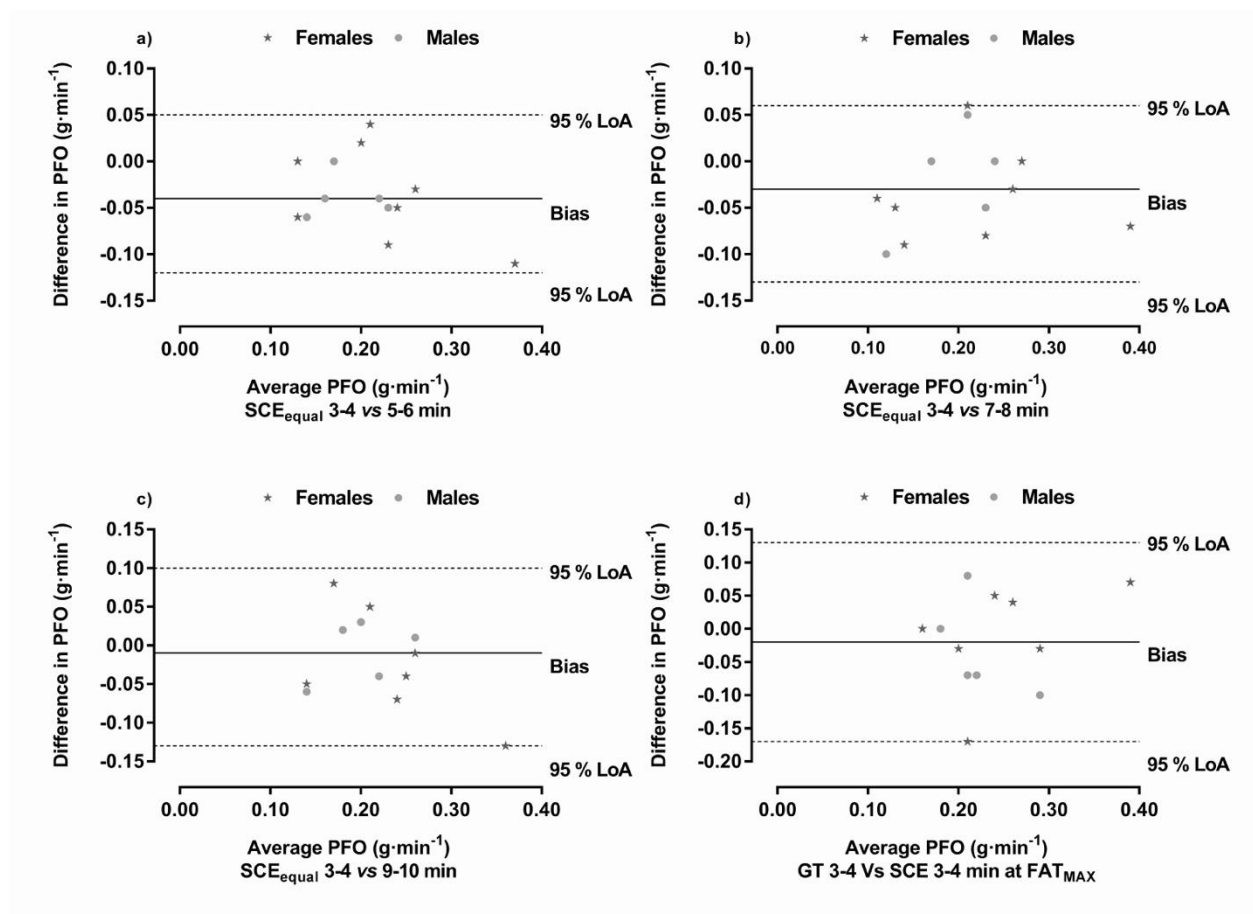 a)
★ Females ● Males
Difference in PFO (g·min⁻¹)
0.10
0.05
0.00
-0.05
-0.10
-0.15
95 % LoA
Bias
95 % LoA
0.00 0.10 0.20 0.30 0.40
Average PFO (g·min⁻¹)
SCEequal 3-4 vs 5-6 min
b)
★ Females ● Males
Difference in PFO (g·min⁻¹)
0.10
0.05
0.00
-0.05
-0.10
-0.15
95 % LoA
Bias
95 % LoA
0.00 0.10 0.20 0.30 0.40
Average PFO (g·min⁻¹)
SCEequal 3-4 vs 7-8 min
c)
★ Females ● Males
Difference in PFO (g·min⁻¹)
0.15
0.10
0.05
0.00
-0.05
-0.10
-0.15
95 % LoA
Bias
95 % LoA
0.00 0.10 0.20 0.30 0.40
Average PFO (g·min⁻¹)
SCEequal 3-4 vs 9-10 min
d)
★ Females ● Males
Difference in PFO (g·min⁻¹)
0.15
0.10
0.05
0.00
-0.05
-0.10
-0.15
-0.20
95 % LoA
Bias
95 % LoA
0.00 0.10 0.20 0.30 0.40
Average PFO (g·min⁻¹)
GT 3-4 Vs SCE 3-4 min at FATMAX